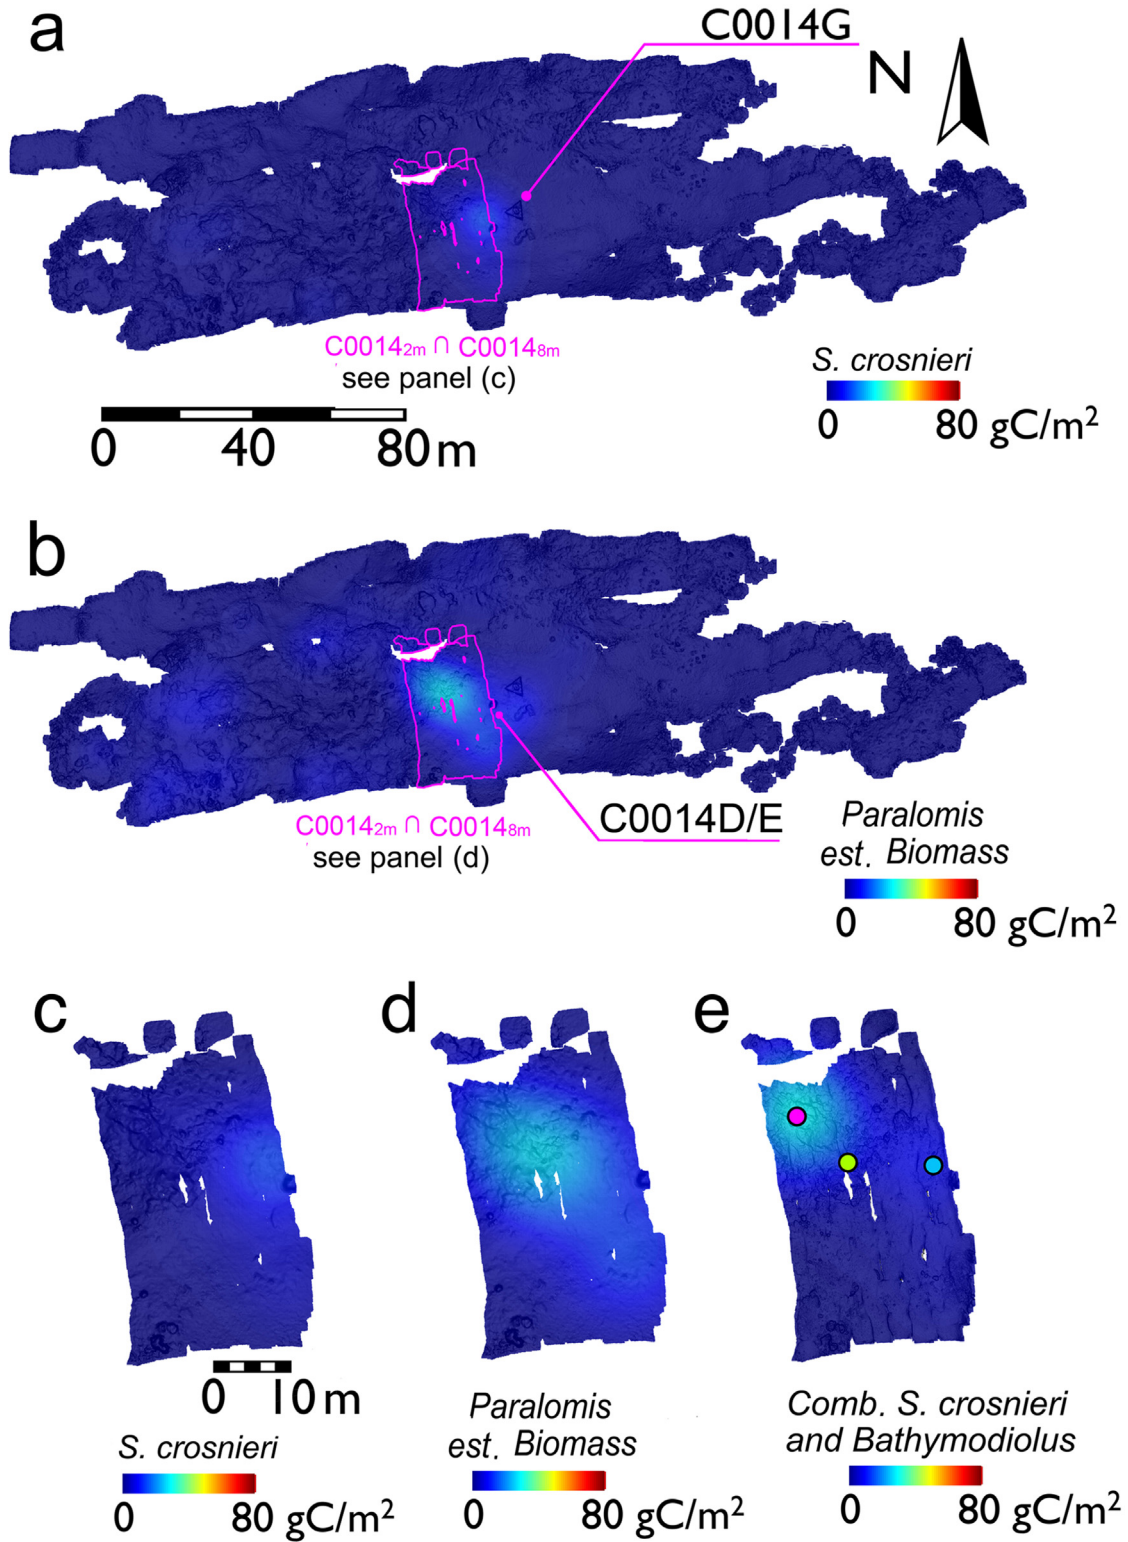 a
C0014G
N
C00142m ∩ C00148m
see panel (c)
S. crosnieri
0 80 gC/m2
0 40 80 m
b
C0014D/E
C00142m ∩ C00148m
see panel (d)
Paralomis
est. Biomass
0 80 gC/m2
c
d
e
0 10 m
S. crosnieri
0 80 gC/m2
Paralomis
est. Biomass
0 80 gC/m2
Comb. S. crosnieri
and Bathymodiolus
0 80 gC/m2